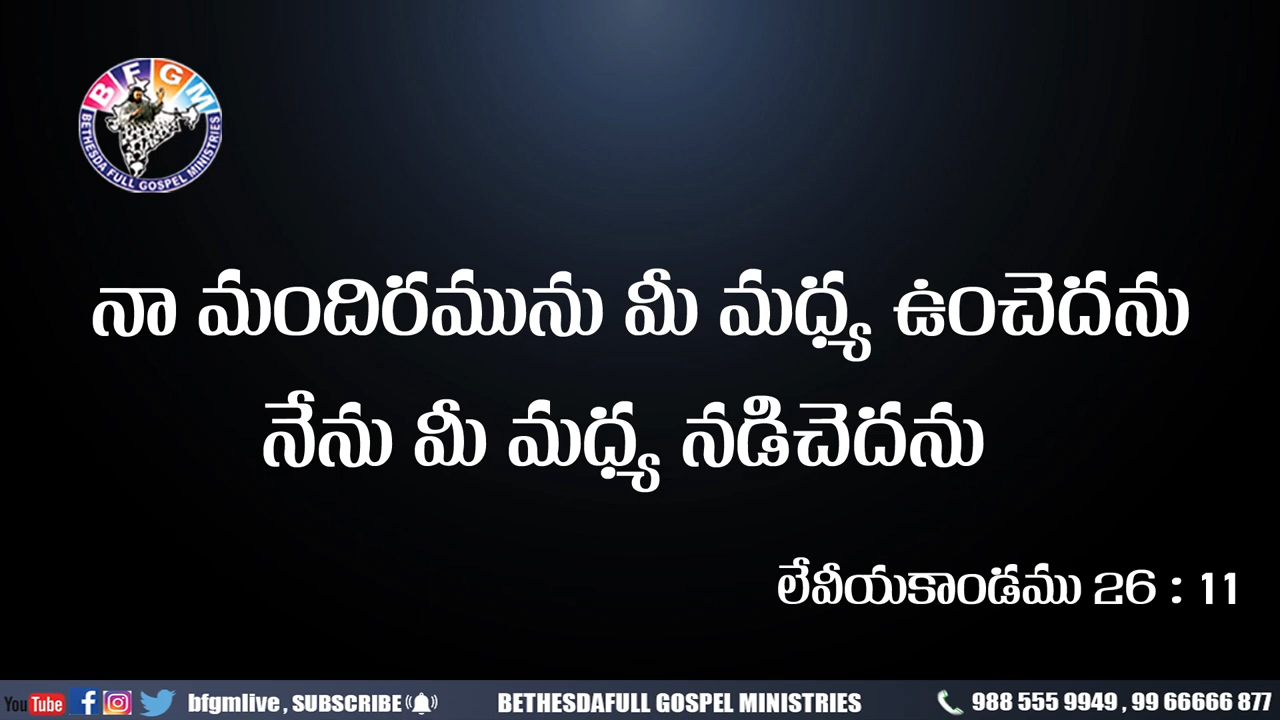 BFGM
BETHESDA FULL GOSPEL MINISTRIES
నా మందిరమును మీ మధ్య ఉంచెదను
నేను మీ మధ్య నడిచెదను
లేవీయకాండము 26 : 11
YouTube bfgmlive , SUBSCRIBE BETHESDAFULL GOSPEL MINISTRIES 988 555 9949 , 99 66666 877